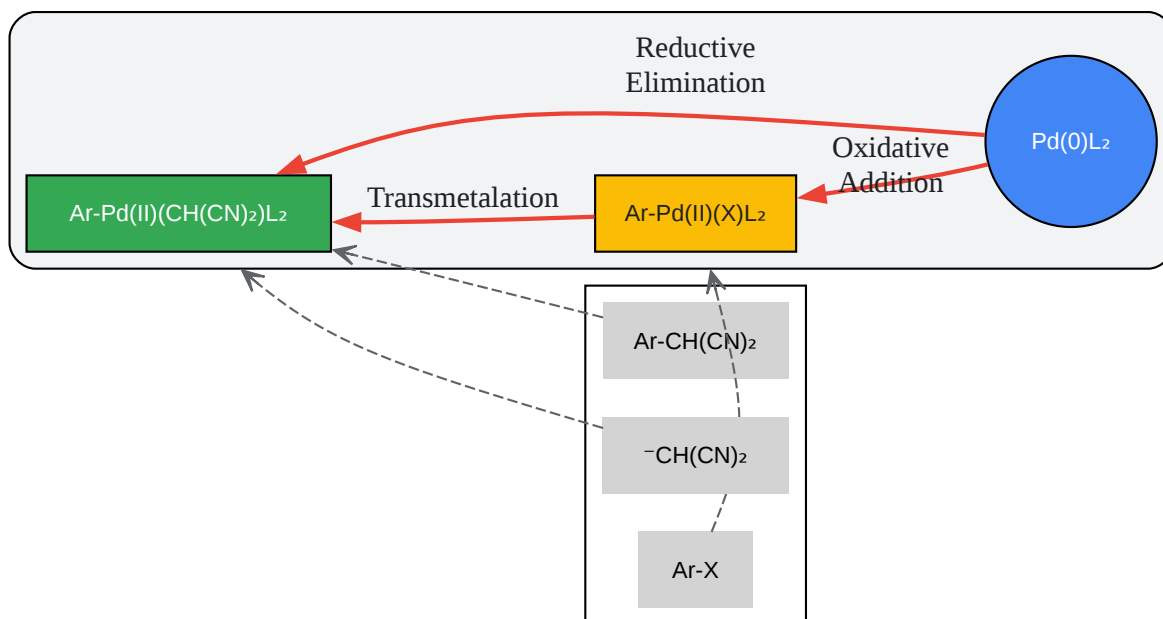 Reductive
Elimination
Oxidative
Addition
Pd(0)L₂
Transmetalation
Ar-Pd(II)(CH(CN)₂)L₂
Ar-Pd(II)(X)L₂
Ar-CH(CN)₂
⁻CH(CN)₂
Ar-X